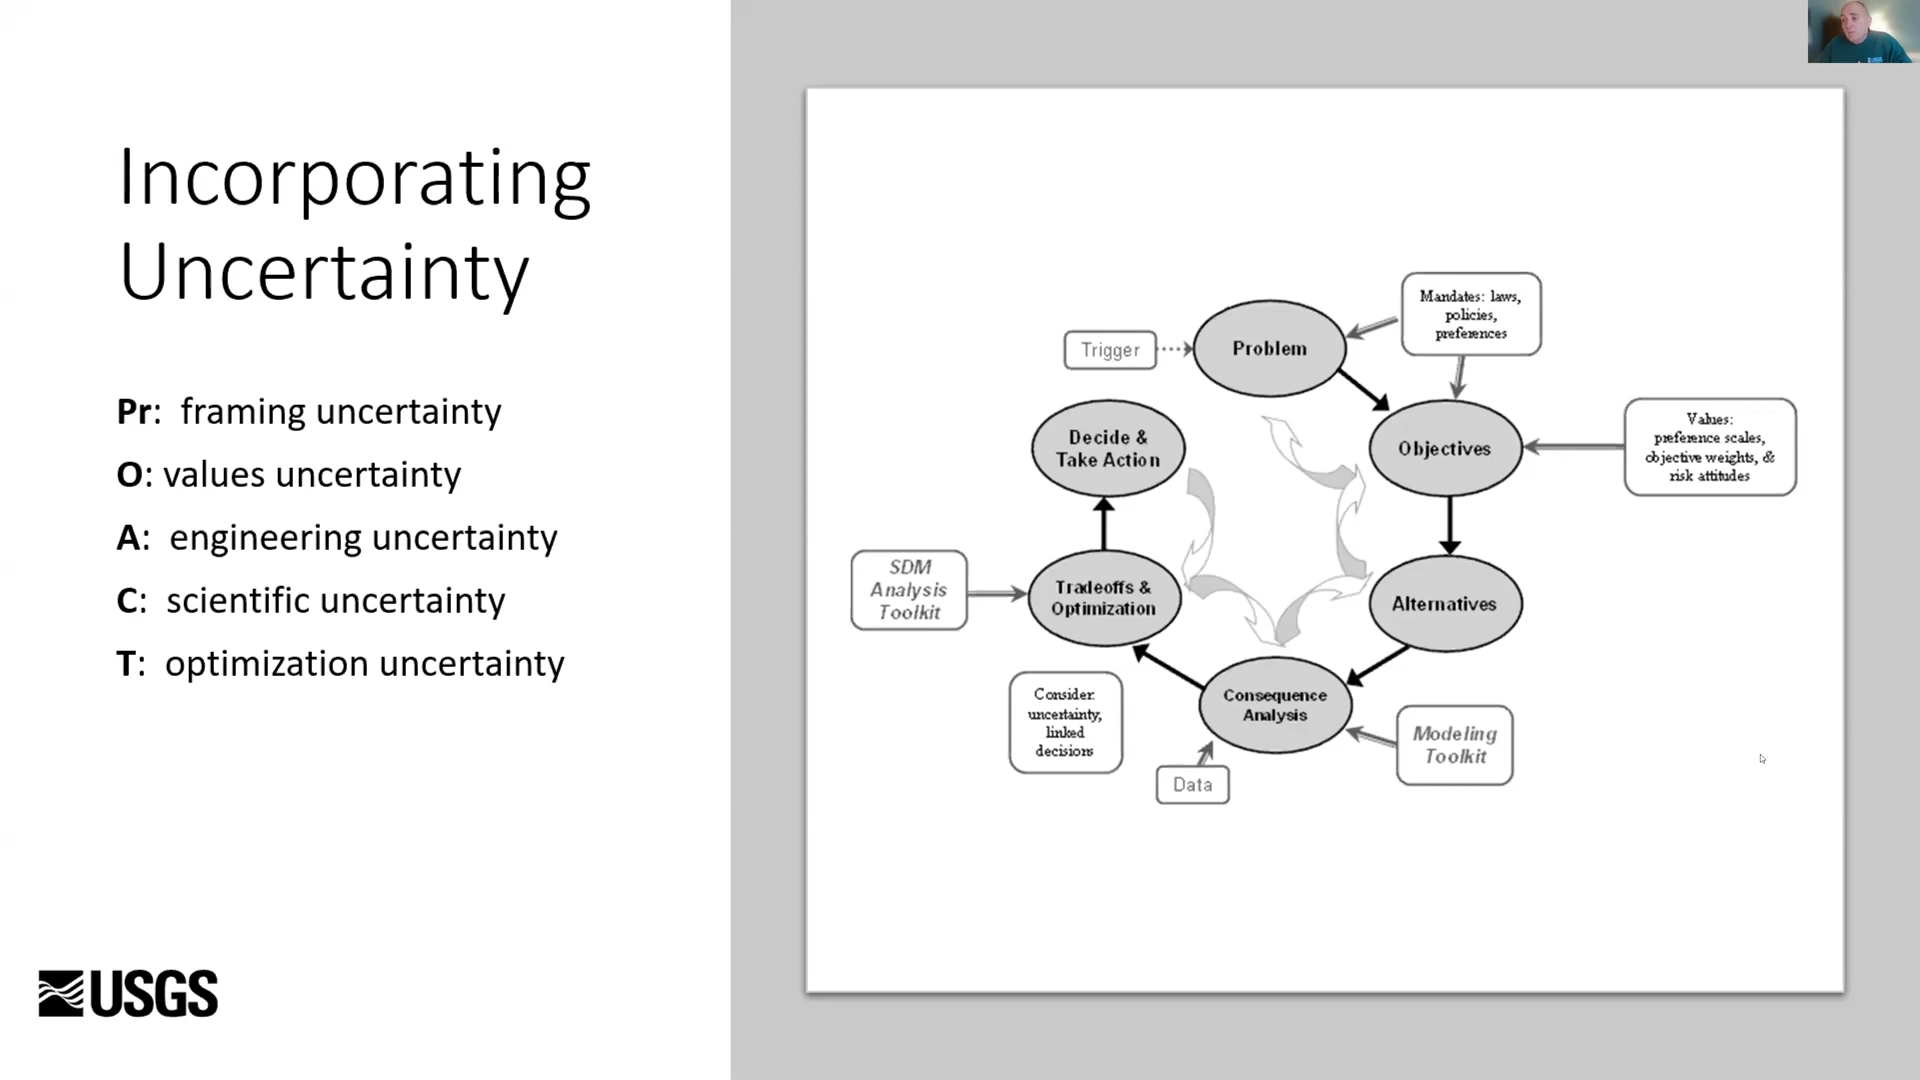 Incorporating
Uncertainty
Pr: framing uncertainty
O: values uncertainty
A: engineering uncertainty
C: scientific uncertainty
T: optimization uncertainty
USGS
Trigger
Problem
Mandates: laws,
policies,
preferences
Decide &
Take Action
Objectives
Values:
preference scales,
objective weights, &
risk attitudes
SDM
Analysis
Toolkit
Tradeoffs &
Optimization
Alternatives
Consider:
uncertainty,
linked
decisions
Consequence
Analysis
Modeling
Toolkit
Data
USGS